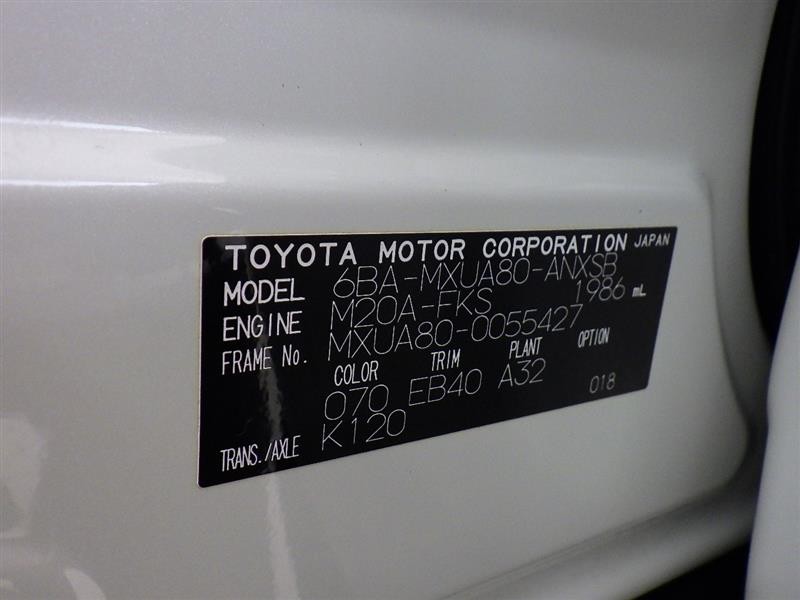 TOYOTA MOTOR CORPORATION JAPAN
MODEL 6BA-MXUA80-ANXSB
ENGINE M20A-FKS 1986 mL
FRAME No. MXUA80-0055427
COLOR TRIM PLANT OPTION
070 EB40 A32 018
TRANS./AXLE K120